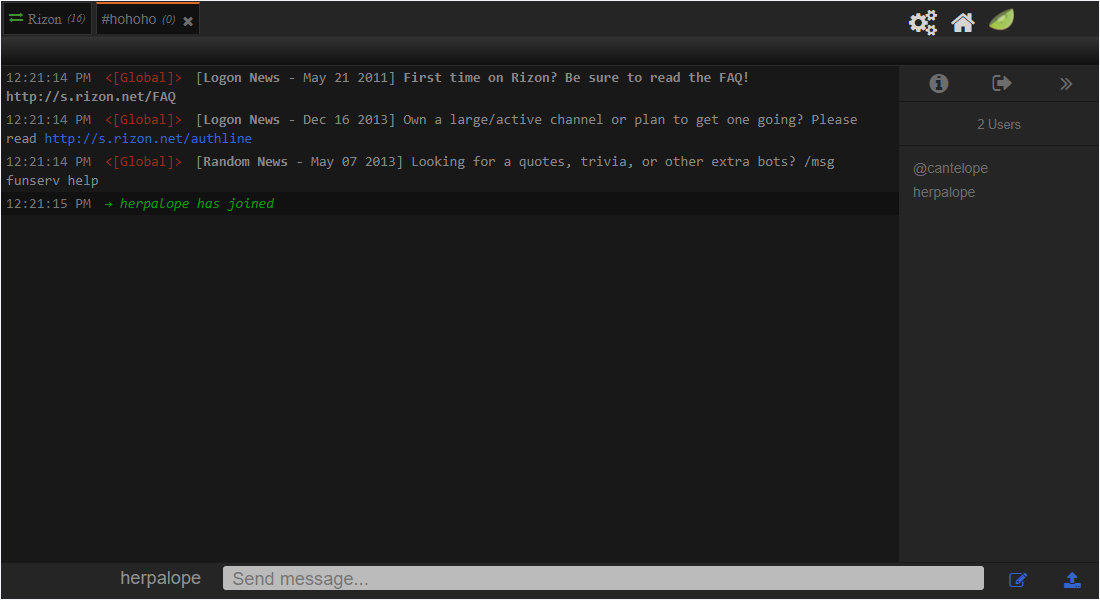 Rizon (16) #hohoho (0)
12:21:14 PM <[Global]> [Logon News - May 21 2011] First time on Rizon? Be sure to read the FAQ!
http://s.rizon.net/FAQ
12:21:14 PM <[Global]> [Logon News - Dec 16 2013] Own a large/active channel or plan to get one going? Please
read http://s.rizon.net/authline
12:21:14 PM <[Global]> [Random News - May 07 2013] Looking for a quotes, trivia, or other extra bots? /msg
funserv help
12:21:15 PM → herpalope has joined
2 Users
@cantelope
herpalope
herpalope Send message...